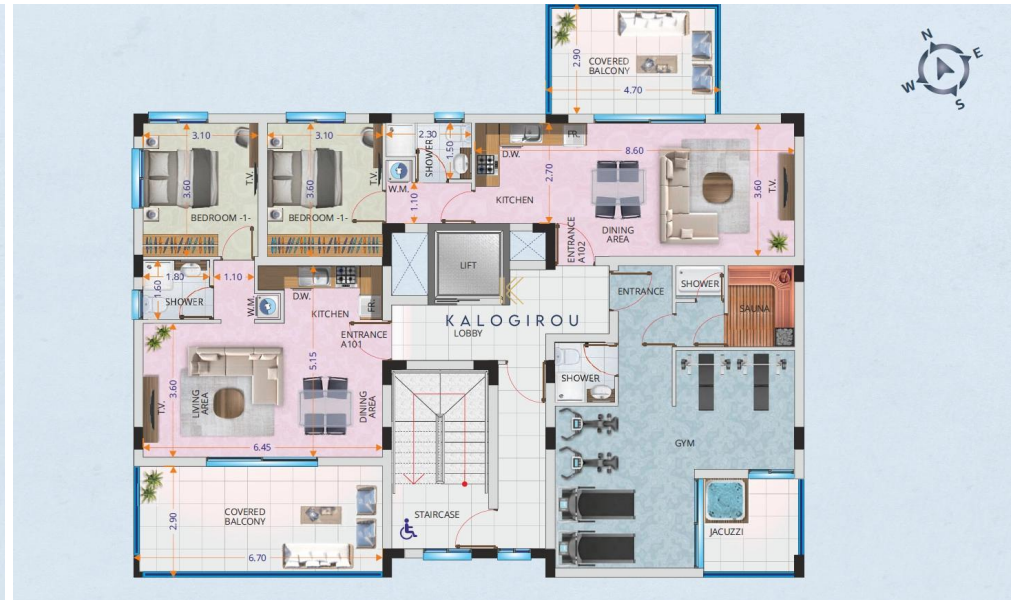 N
E
W
S
2.90
COVERED
BALCONY
4.70
3.10
3.60
T.V.
BEDROOM -1-
3.10
3.60
T.V.
BEDROOM -1-
2.30
SHOWER
1.50
W.M.
1.10
D.W.
FR.
8.60
2.70
KITCHEN
3.60
T.V.
DINING
AREA
ENTRANCE
A102
LIFT
1.80
1.60
SHOWER
1.10
W.M.
D.W.
KITCHEN
FR.
ENTRANCE
A101
KALOGIROU
LOBBY
ENTRANCE
SHOWER
SAUNA
5.15
3.60
T.V.
LIVING
AREA
DINING
AREA
6.45
SHOWER
GYM
2.90
COVERED
BALCONY
6.70
STAIRCASE
JACUZZI